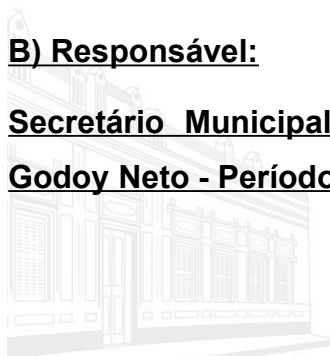 B) Responsável:
Secretário Municipal
Godoy Neto - Período